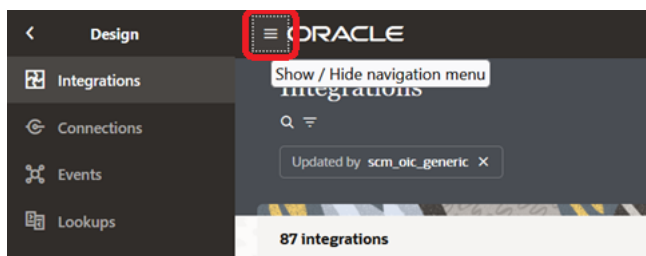 Design
ORACLE
Integrations
Show / Hide navigation menu
Integrations
Connections
Updated by scm_oic_generic ×
Events
Lookups
87 integrations